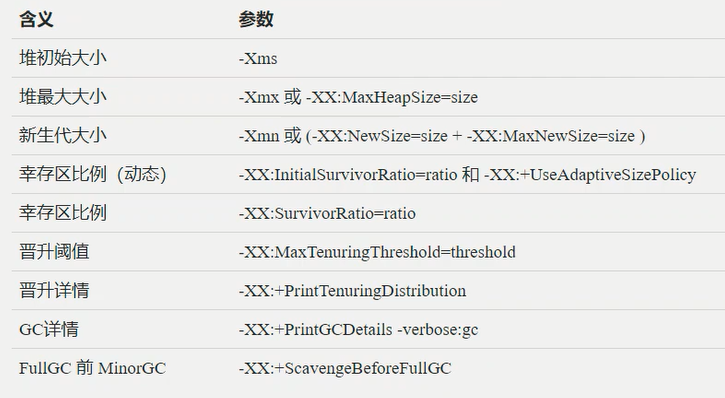 含义 参数
堆初始大小 -Xms
堆最大大小 -Xmx 或 -XX:MaxHeapSize=size
新生代大小 -Xmn 或 (-XX:NewSize=size + -XX:MaxNewSize=size )
幸存区比例（动态） -XX:InitialSurvivorRatio=ratio 和 -XX:+UseAdaptiveSizePolicy
幸存区比例 -XX:SurvivorRatio=ratio
晋升阈值 -XX:MaxTenuringThreshold=threshold
晋升详情 -XX:+PrintTenuringDistribution
GC详情 -XX:+PrintGCDetails -verbose:gc
FullGC 前 MinorGC -XX:+ScavengeBeforeFullGC